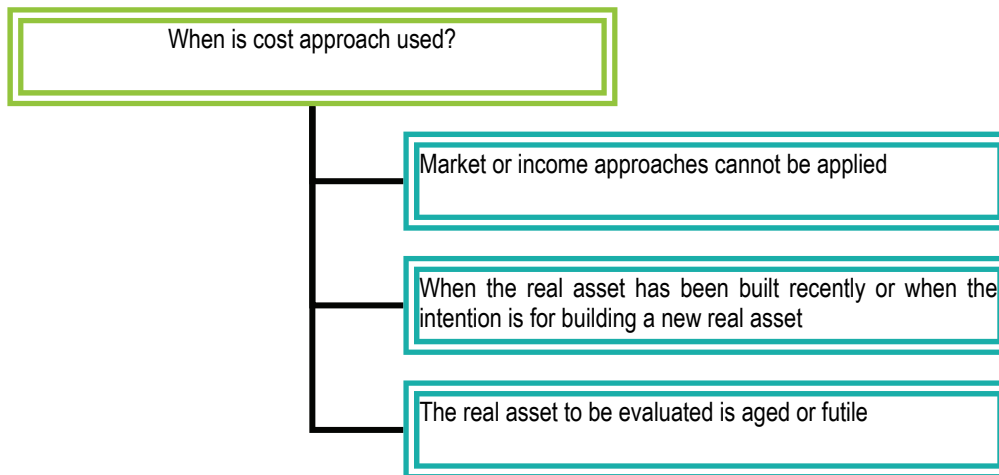 When is cost approach used?
Market or income approaches cannot be applied
When the real asset has been built recently or when the
intention is for building a new real asset
The real asset to be evaluated is aged or futile